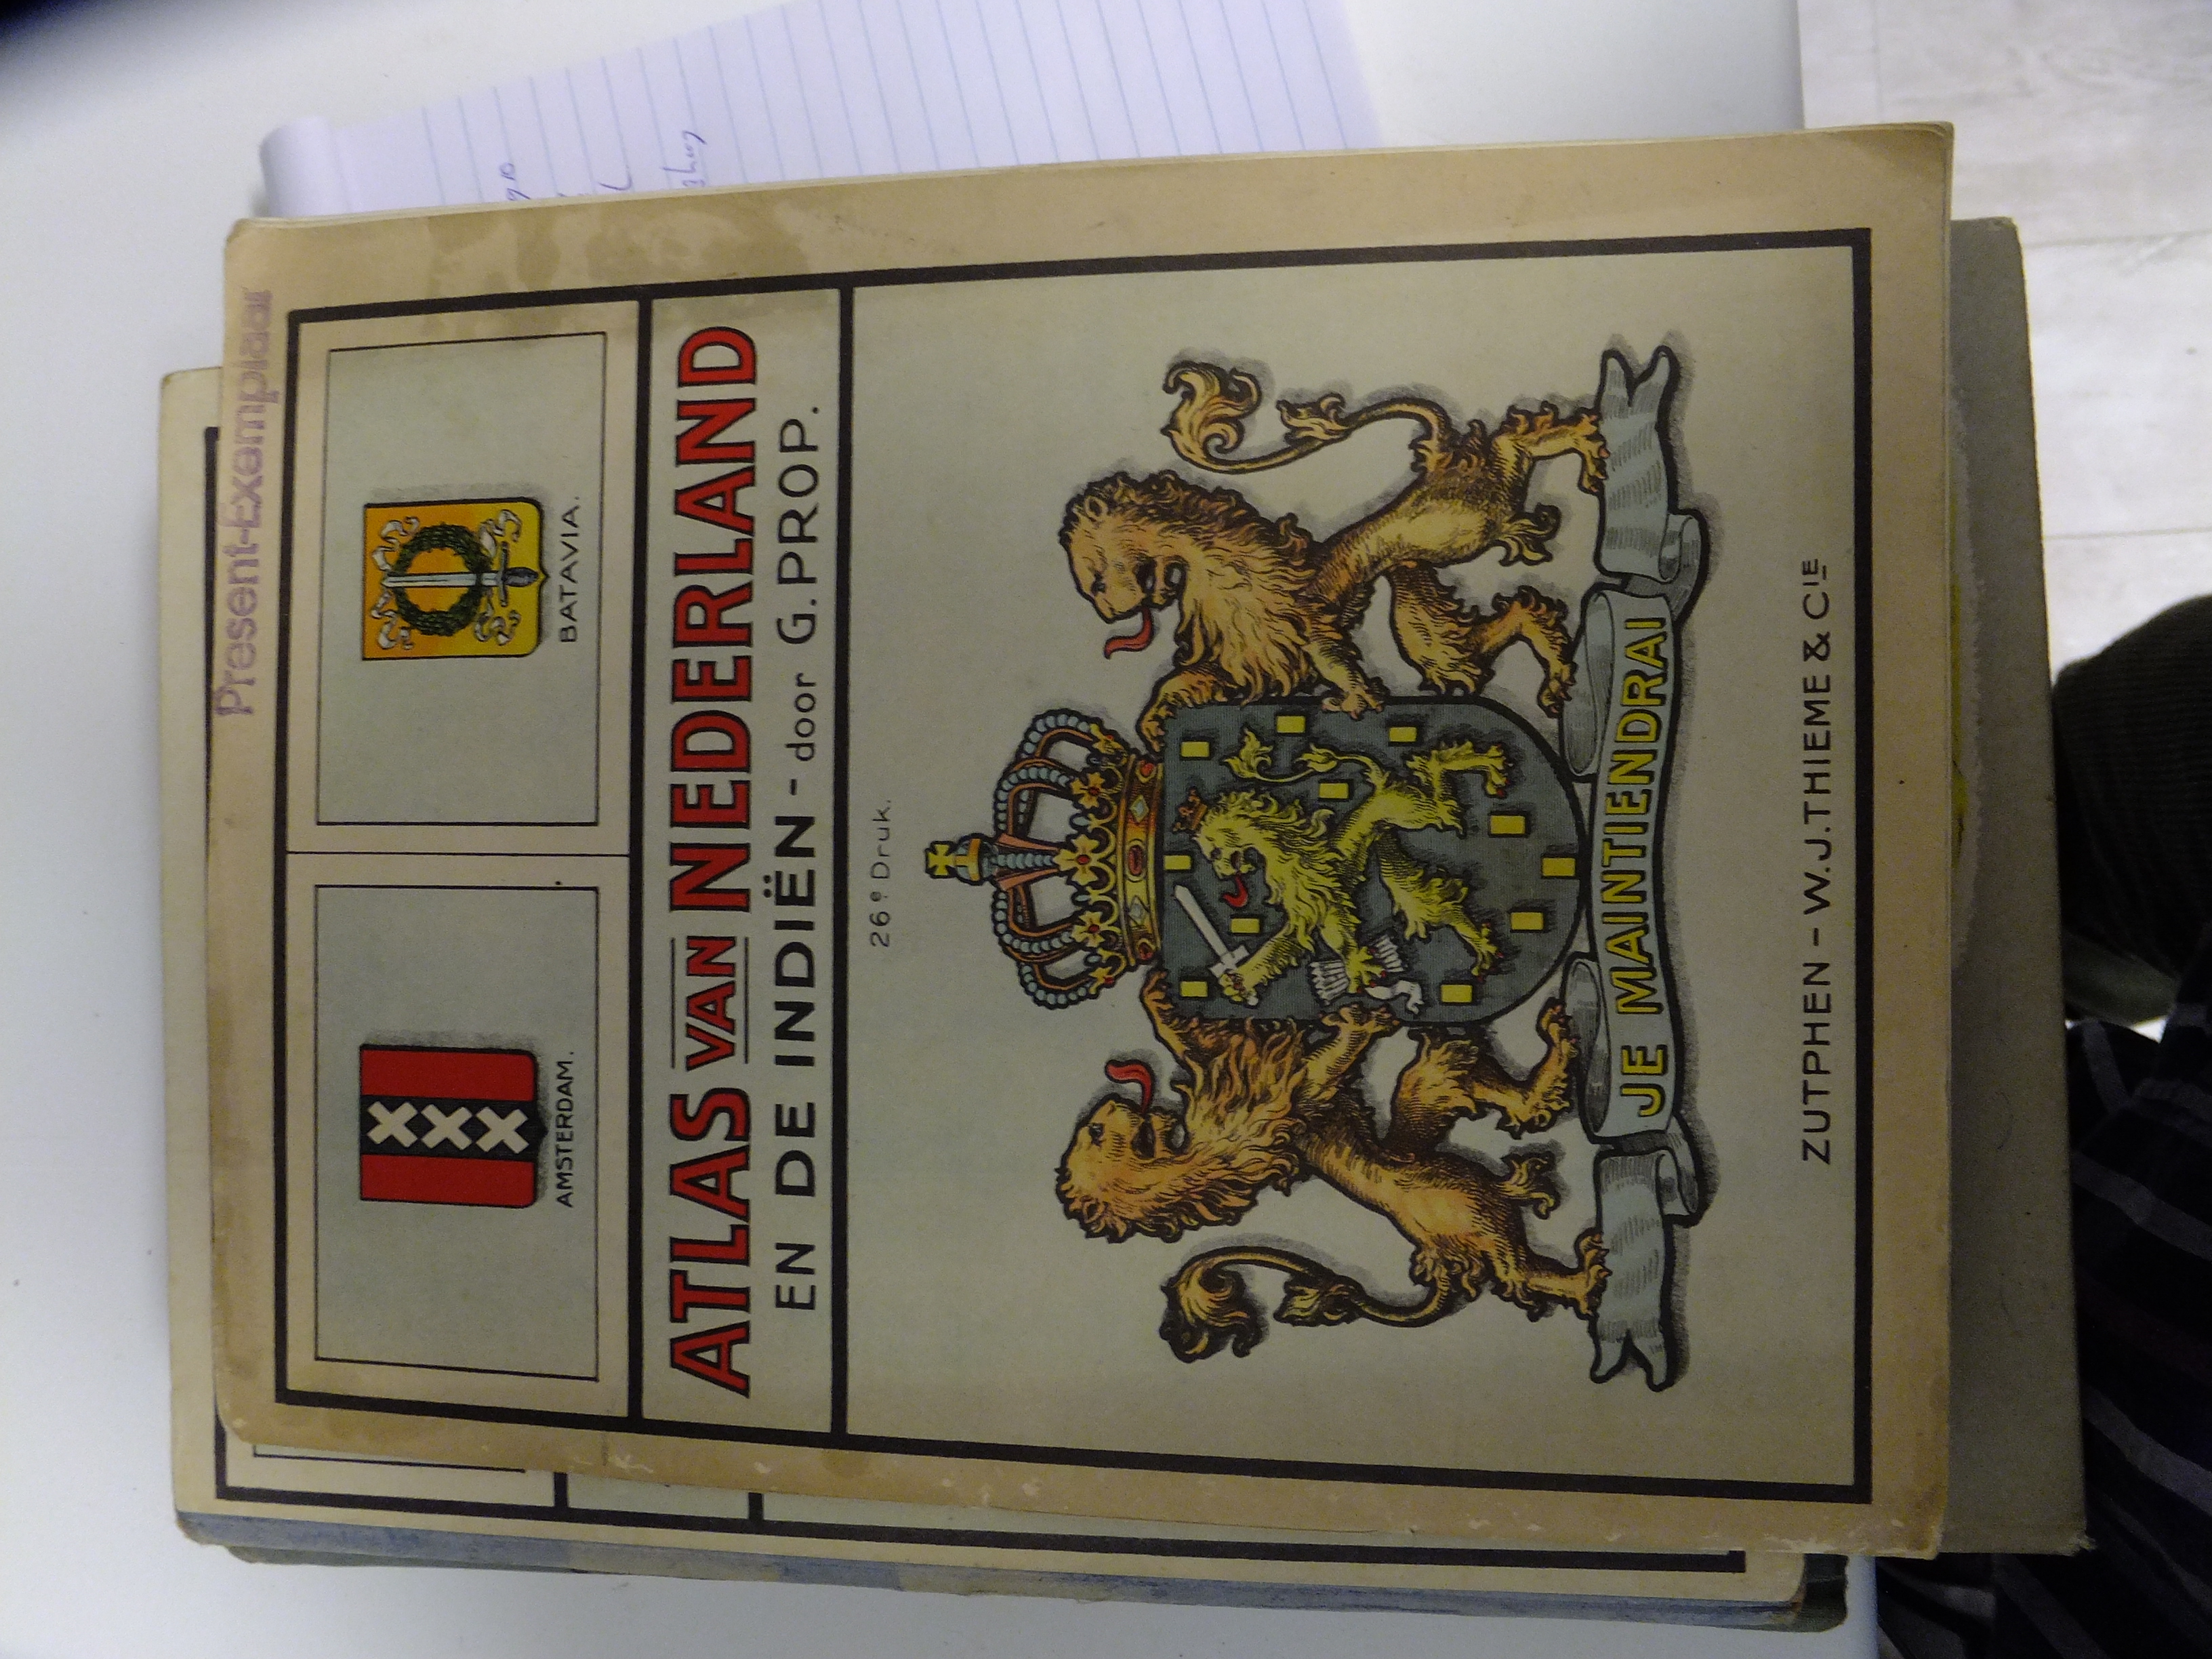 Present-Exemplaar
AMSTERDAM.
BATAVIA.
ATLAS VAN NEDERLAND
EN DE INDIËN - door G. PROP.
26e Druk.
JE MAINTIENDRAI
ZUTPHEN - W.J. THIEME & CIE